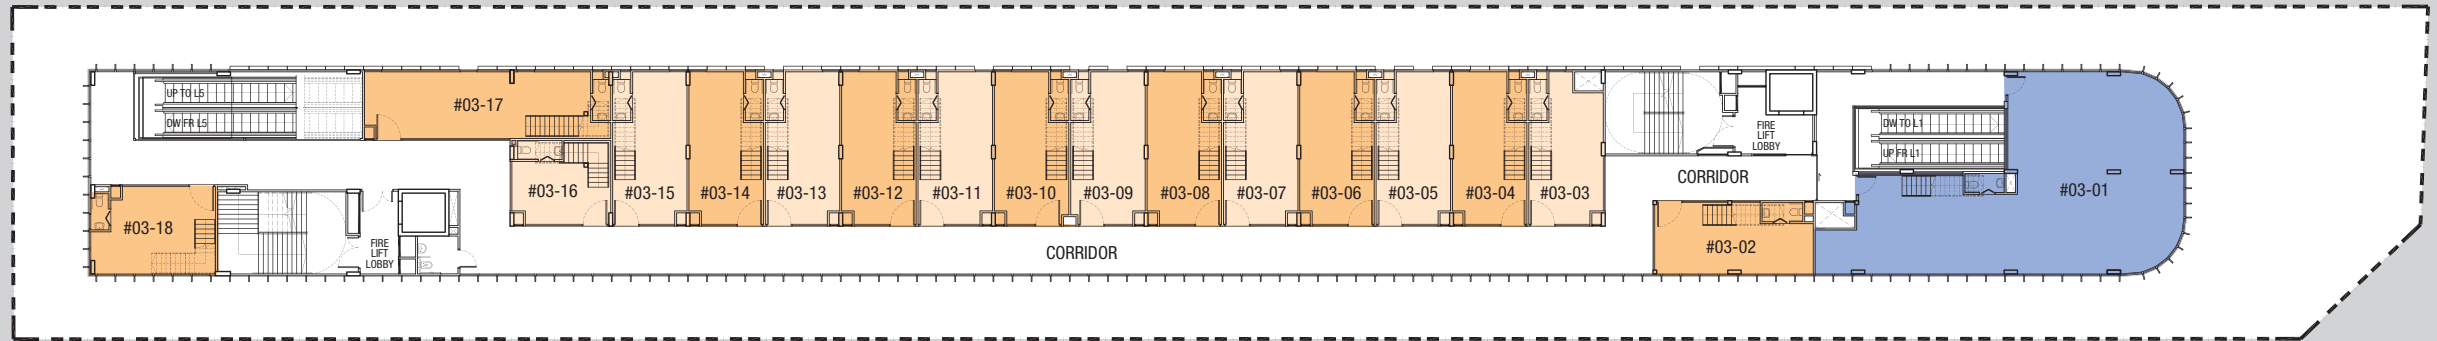 UP TO L5
DW FR L5
#03-17
#03-16
#03-15
#03-14
#03-13
#03-12
#03-11
#03-10
#03-09
#03-08
#03-07
#03-06
#03-05
#03-04
#03-03
FIRE
LIFT
LOBBY
CORRIDOR
DW TO L1
UP FR L1
#03-01
#03-18
FIRE
LIFT
LOBBY
CORRIDOR
#03-02